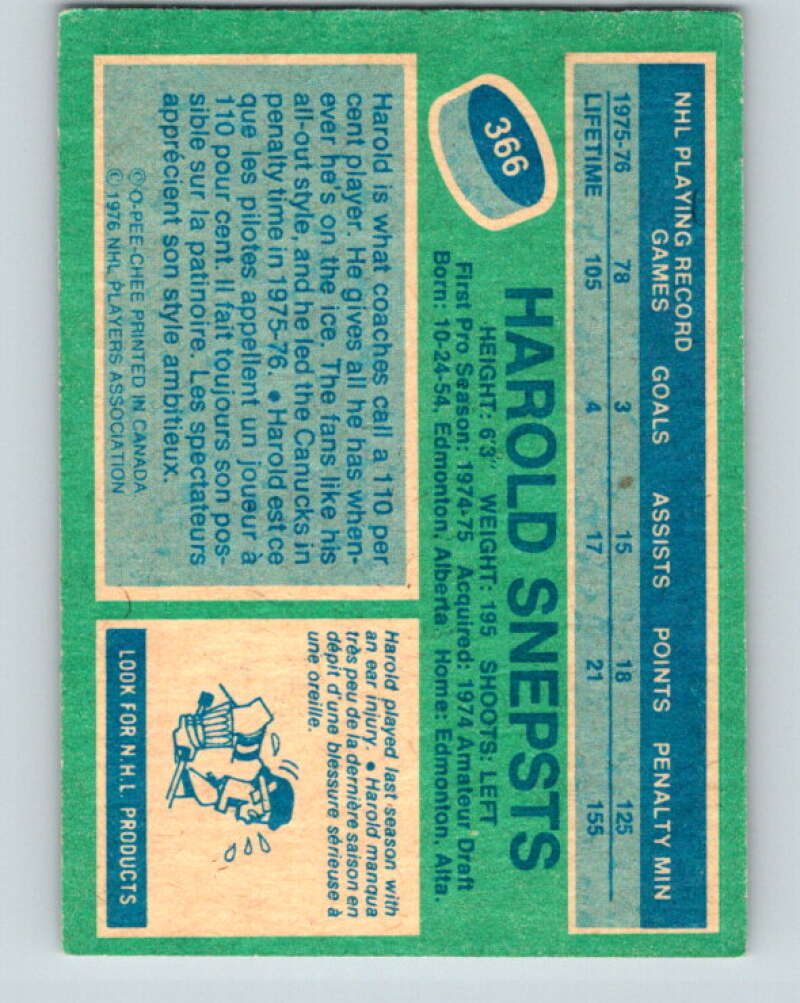 NHL PLAYING RECORD
GAMES GOALS ASSISTS POINTS PENALTY MIN
1975-76 78 3 15 18 125
LIFETIME 105 4 17 21 155
366
HAROLD SNEPSTS
HEIGHT: 6'3" WEIGHT: 195 SHOOTS: LEFT
First Pro Season: 1974-75 Acquired: 1974 Amateur Draft
Born: 10-24-54, Edmonton, Alberta Home: Edmonton, Alta.
Harold is what coaches call a 110 per
cent player. He gives all he has when-
ever he's on the ice. The fans like his
all-out style, and he led the Canucks in
penalty time in 1975-76. • Harold est ce
que les pilotes appellent un joueur à
110 pour cent. Il fait toujours son pos-
sible sur la patinoire. Les spectateurs
apprécient son style ambitieux.
© O-PEE-CHEE PRINTED IN CANADA
© 1976 NHL PLAYERS ASSOCIATION
Harold played last season with
an ear injury. • Harold manqua
très peu de la dernière saison en
dépit d'une blessure sérieuse à
une oreille.
LOOK FOR N.H.L. PRODUCTS